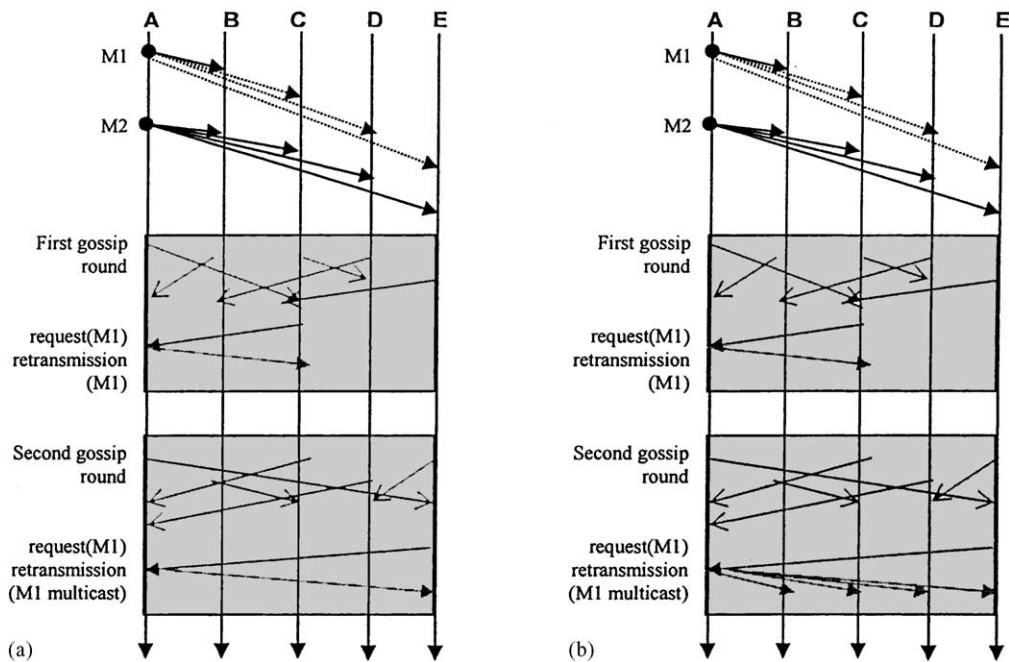 A B C D E
M1
M2
First gossip
round
request(M1)
retransmission
(M1)
Second gossip
round
request(M1)
retransmission
(M1 multicast)
(a)
A B C D E
M1
M2
First gossip
round
request(M1)
retransmission
(M1)
Second gossip
round
request(M1)
retransmission
(M1 multicast)
(b)